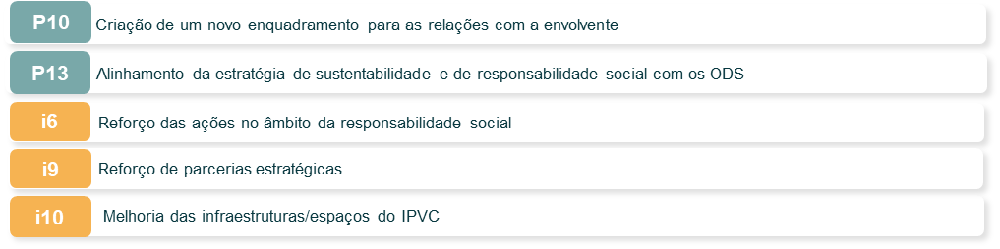 P10 Criação de um novo enquadramento para as relações com a envolvente
P13 Alinhamento da estratégia de sustentabilidade e de responsabilidade social com os ODS
i6 Reforço das ações no âmbito da responsabilidade social
i9 Reforço de parcerias estratégicas
i10 Melhoria das infraestruturas/espaços do IPVC